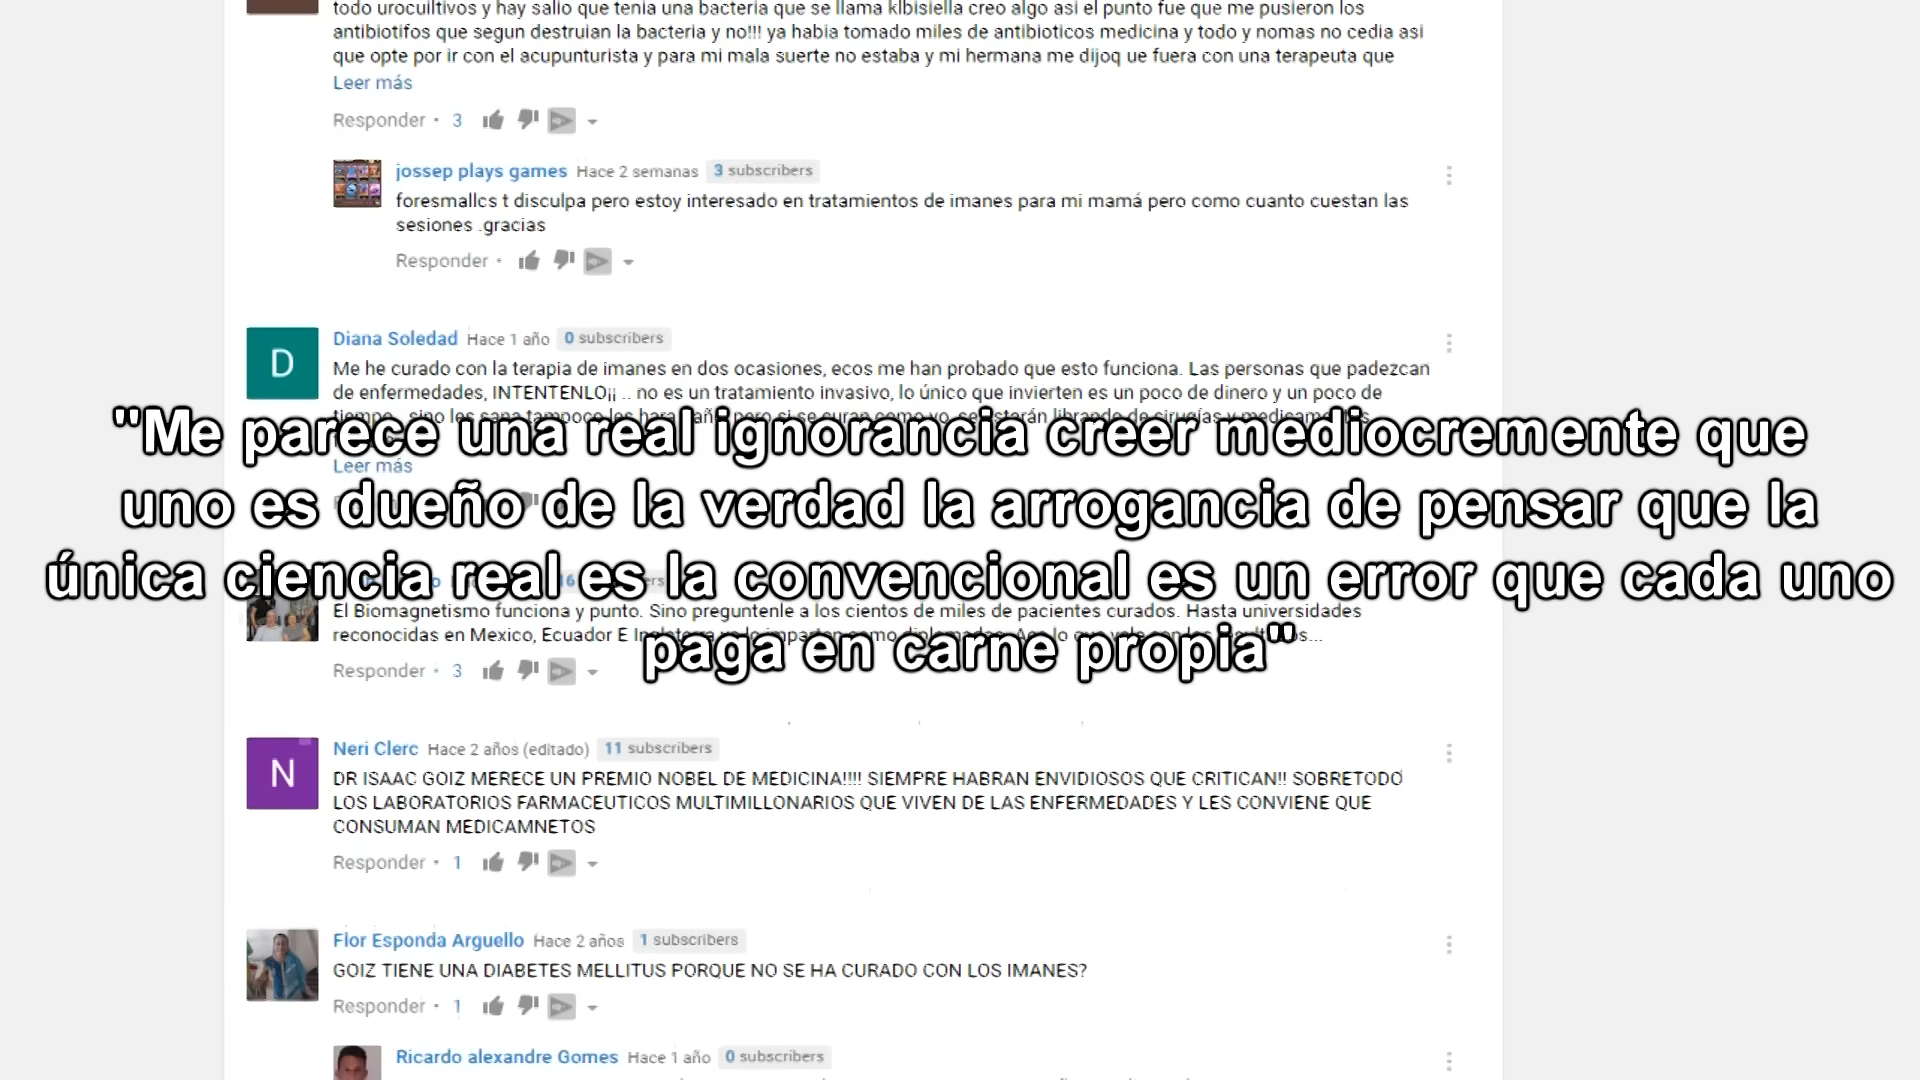 todo urocultivos y hay salio que tenia una bacteria que se llama klbisiella creo algo asi el punto fue que me pusieron los
antibiotifos que segun destruian la bacteria y no!!! ya habia tomado miles de antibioticos medicina y todo y nomas no cedia asi
que opte por ir con el acupunturista y para mi mala suerte no estaba y mi hermana me dijoq ue fuera con una terapeuta que
Leer más
Responder • 3
jossep plays games Hace 2 semanas 3 subscribers
foresmallcs t disculpa pero estoy interesado en tratamientos de imanes para mi mamá pero como cuanto cuestan las
sesiones .gracias
Responder •
D
Diana Soledad Hace 1 año 0 subscribers
Me he curado con la terapia de imanes en dos ocasiones, ecos me han probado que esto funciona. Las personas que padezcan
de enfermedades, INTENTENLO¡¡ .. no es un tratamiento invasivo, lo único que invierten es un poco de dinero y un poco de
"Me parece una real ignorancia creer mediocremente que
Leer más
uno es dueño de la verdad la arrogancia de pensar que la
única ciencia real es la convencional es un error que cada uno
El Biomagnetismo funciona y punto. Sino preguntenle a los cientos de miles de pacientes curados. Hasta universidades
reconocidas en Mexico, Ecuador E
paga en carne propia"
Responder • 3
N
Neri Clerc Hace 2 años (editado) 11 subscribers
DR ISAAC GOIZ MERECE UN PREMIO NOBEL DE MEDICINA!!!! SIEMPRE HABRAN ENVIDIOSOS QUE CRITICAN!! SOBRETODO
LOS LABORATORIOS FARMACEUTICOS MULTIMILLONARIOS QUE VIVEN DE LAS ENFERMEDADES Y LES CONVIENE QUE
CONSUMAN MEDICAMNETOS
Responder • 1
Flor Esponda Arguello Hace 2 años 1 subscribers
GOIZ TIENE UNA DIABETES MELLITUS PORQUE NO SE HA CURADO CON LOS IMANES?
Responder • 1
Ricardo alexandre Gomes Hace 1 año 0 subscribers